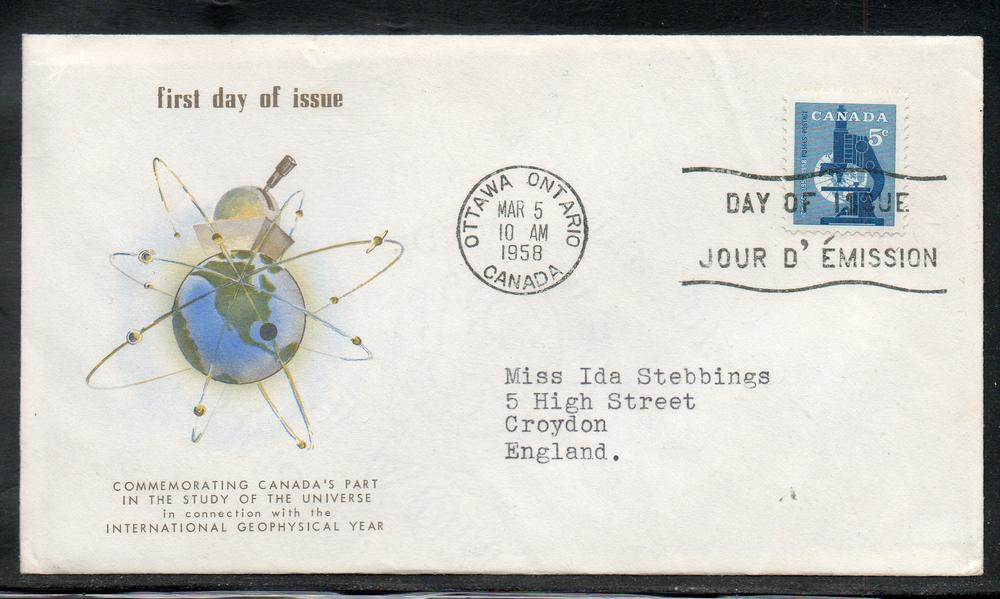 first day of issue
CANADA
5c
OTTAWA ONTARIO
MAR 5
10 AM
1958
CANADA
DAY OF ISSUE
JOUR D' ÉMISSION
Miss Ida Stebbings
5 High Street
Croydon
England.
COMMEMORATING CANADA'S PART
IN THE STUDY OF THE UNIVERSE
in connection with the
INTERNATIONAL GEOPHYSICAL YEAR